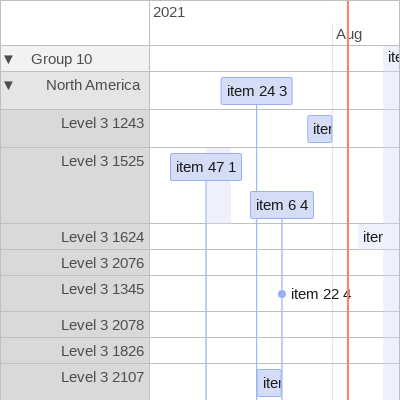 2021
Aug
▼ Group 10
▼ North America
item 24 3
Level 3 1243
Level 3 1525
item 47 1
item 6 4
Level 3 1624
Level 3 2076
Level 3 1345
item 22 4
Level 3 2078
Level 3 1826
Level 3 2107